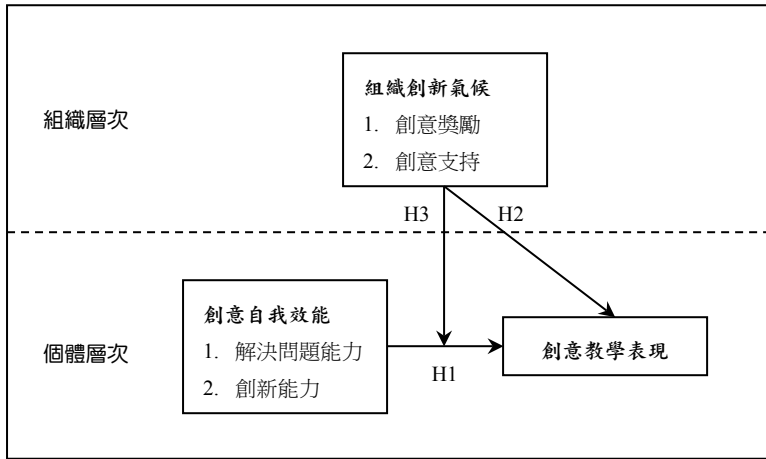 組織層次
組織創新氣候
1. 創意獎勵
2. 創意支持
H3
H2
個體層次
創意自我效能
1. 解決問題能力
2. 創新能力
H1
創意教學表現